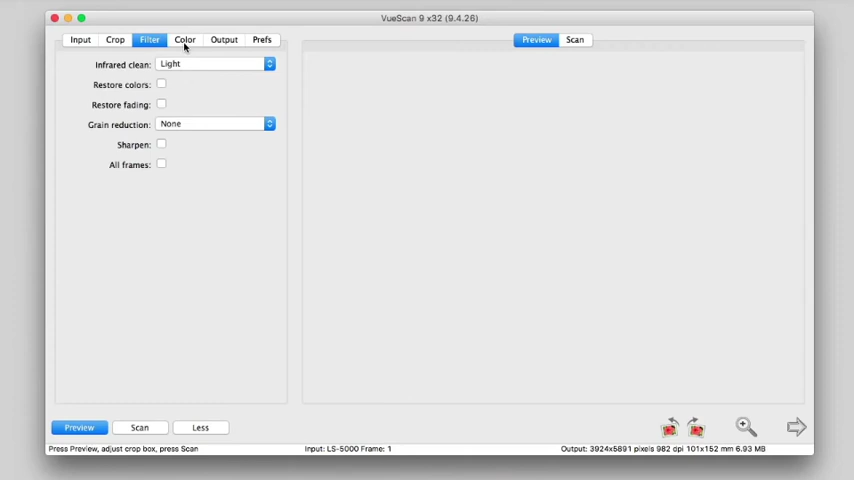 VueScan 9 x32 (9.4.26)
Input Crop Filter Color Output Prefs
Preview Scan
Infrared clean: Light
Restore colors:
Restore fading:
Grain reduction: None
Sharpen:
All frames:
Preview Scan Less
Press Preview, adjust crop box, press Scan Input: LS-5000 Frame: 1 Output: 3924x5891 pixels 982 dpi 101x152 mm 6.93 MB